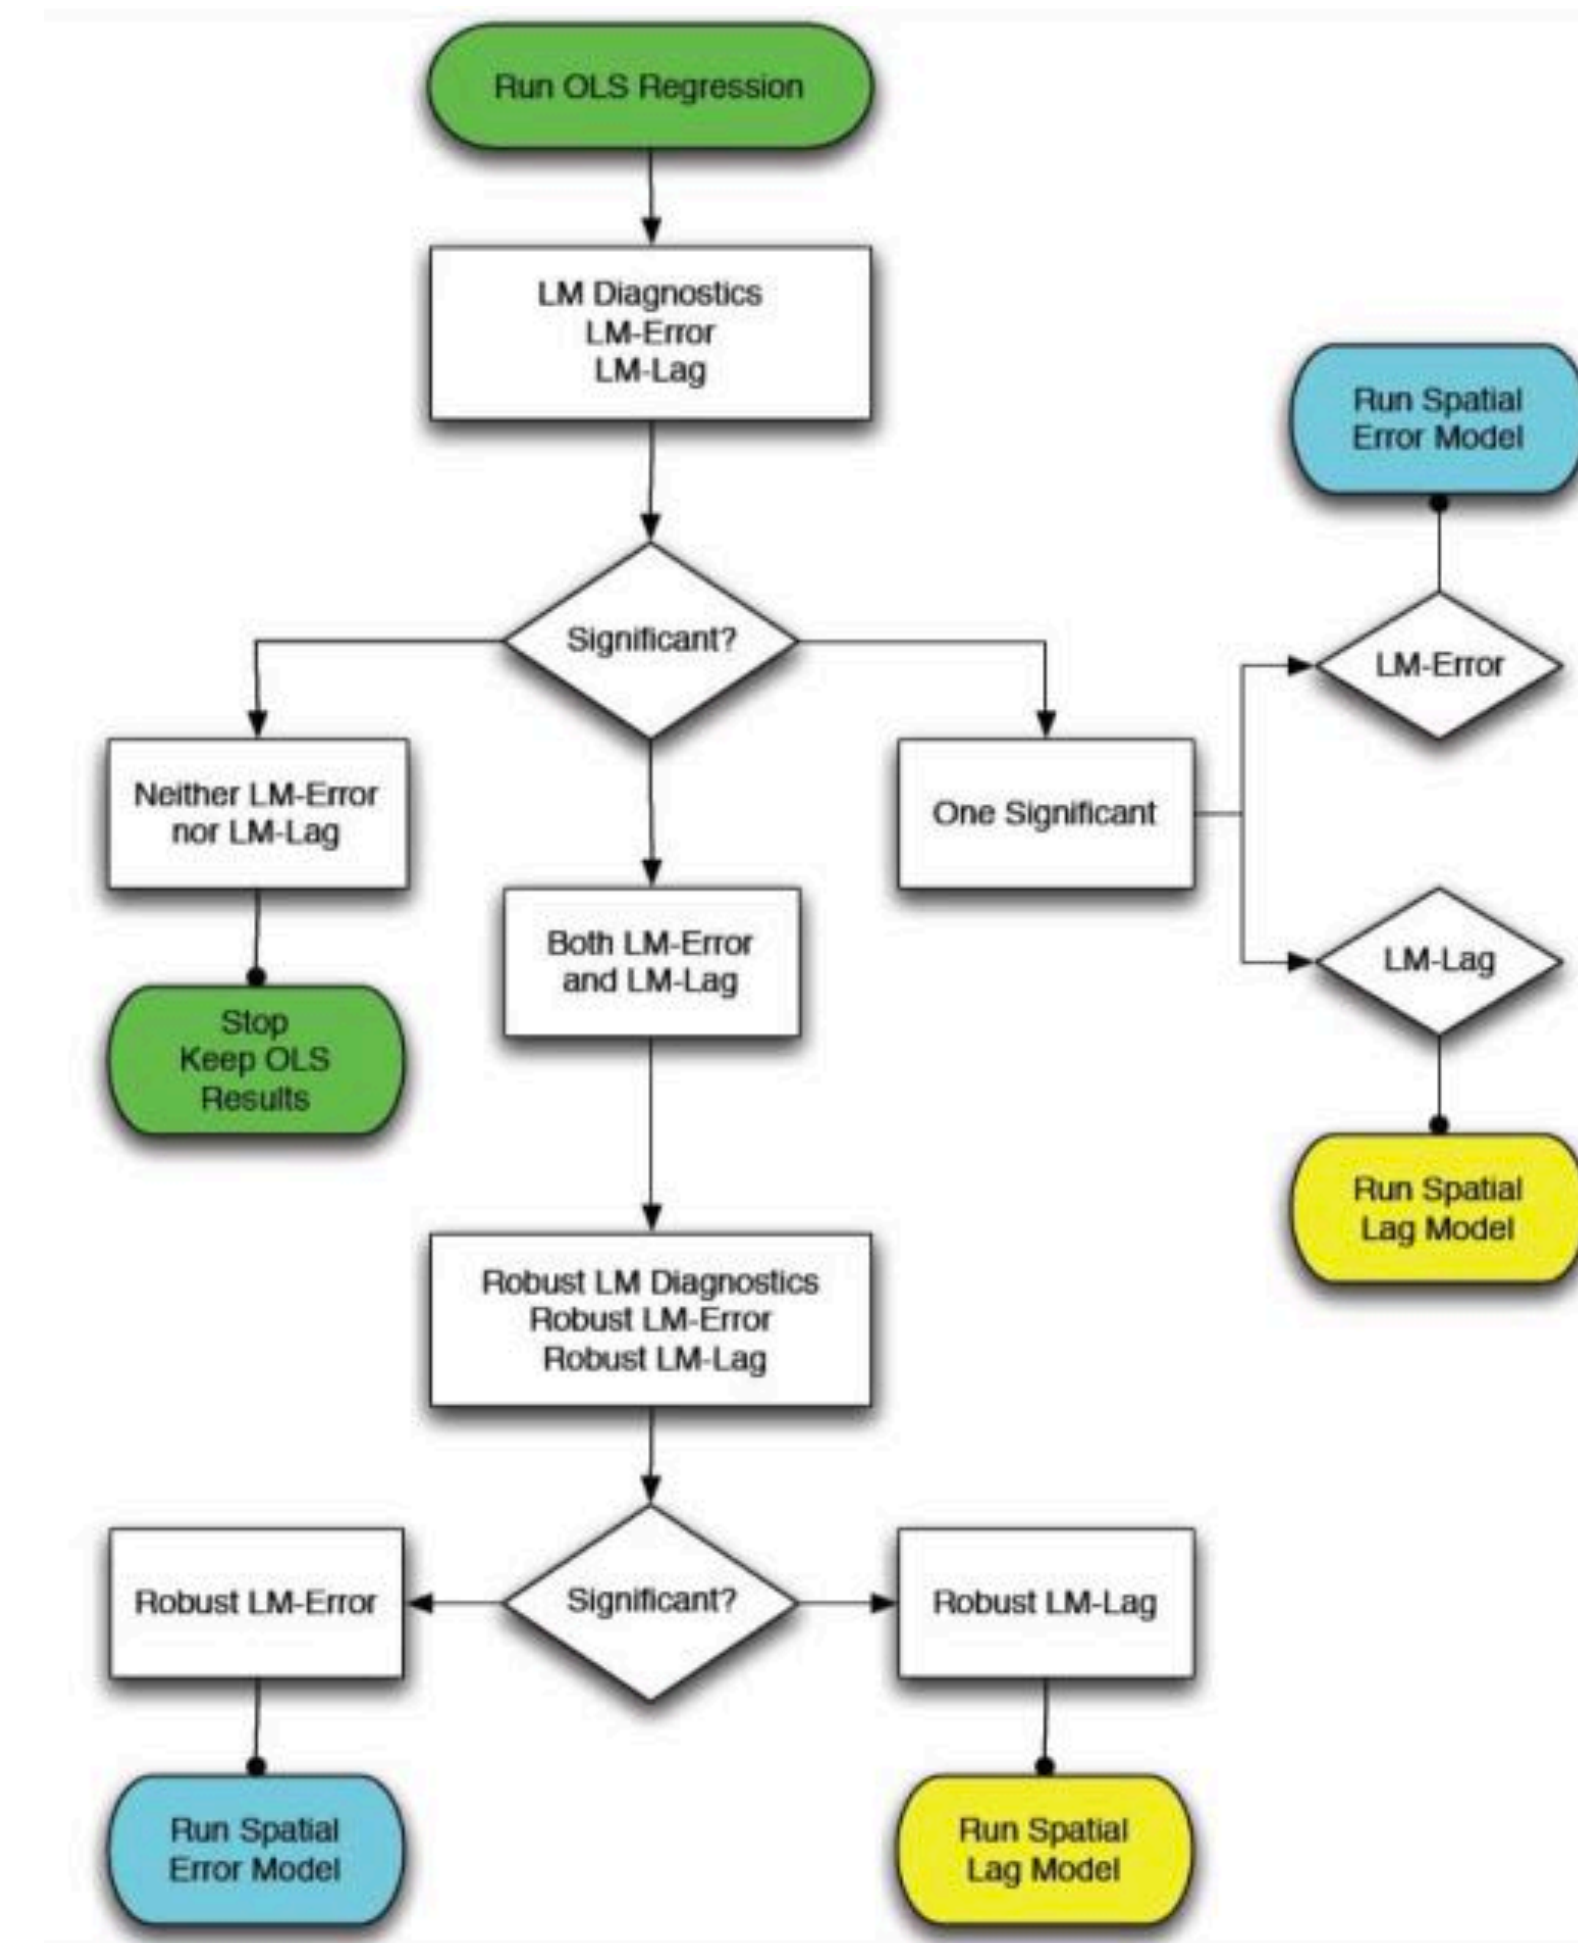 Run OLS Regression
LM Diagnostics
LM-Error
LM-Lag
Run Spatial
Error Model
Significant?
LM-Error
Neither LM-Error
nor LM-Lag
One Significant
Both LM-Error
and LM-Lag
LM-Lag
Stop
Keep OLS
Results
Run Spatial
Lag Model
Robust LM Diagnostics
Robust LM-Error
Robust LM-Lag
Robust LM-Error
Significant?
Robust LM-Lag
Run Spatial
Error Model
Run Spatial
Lag Model